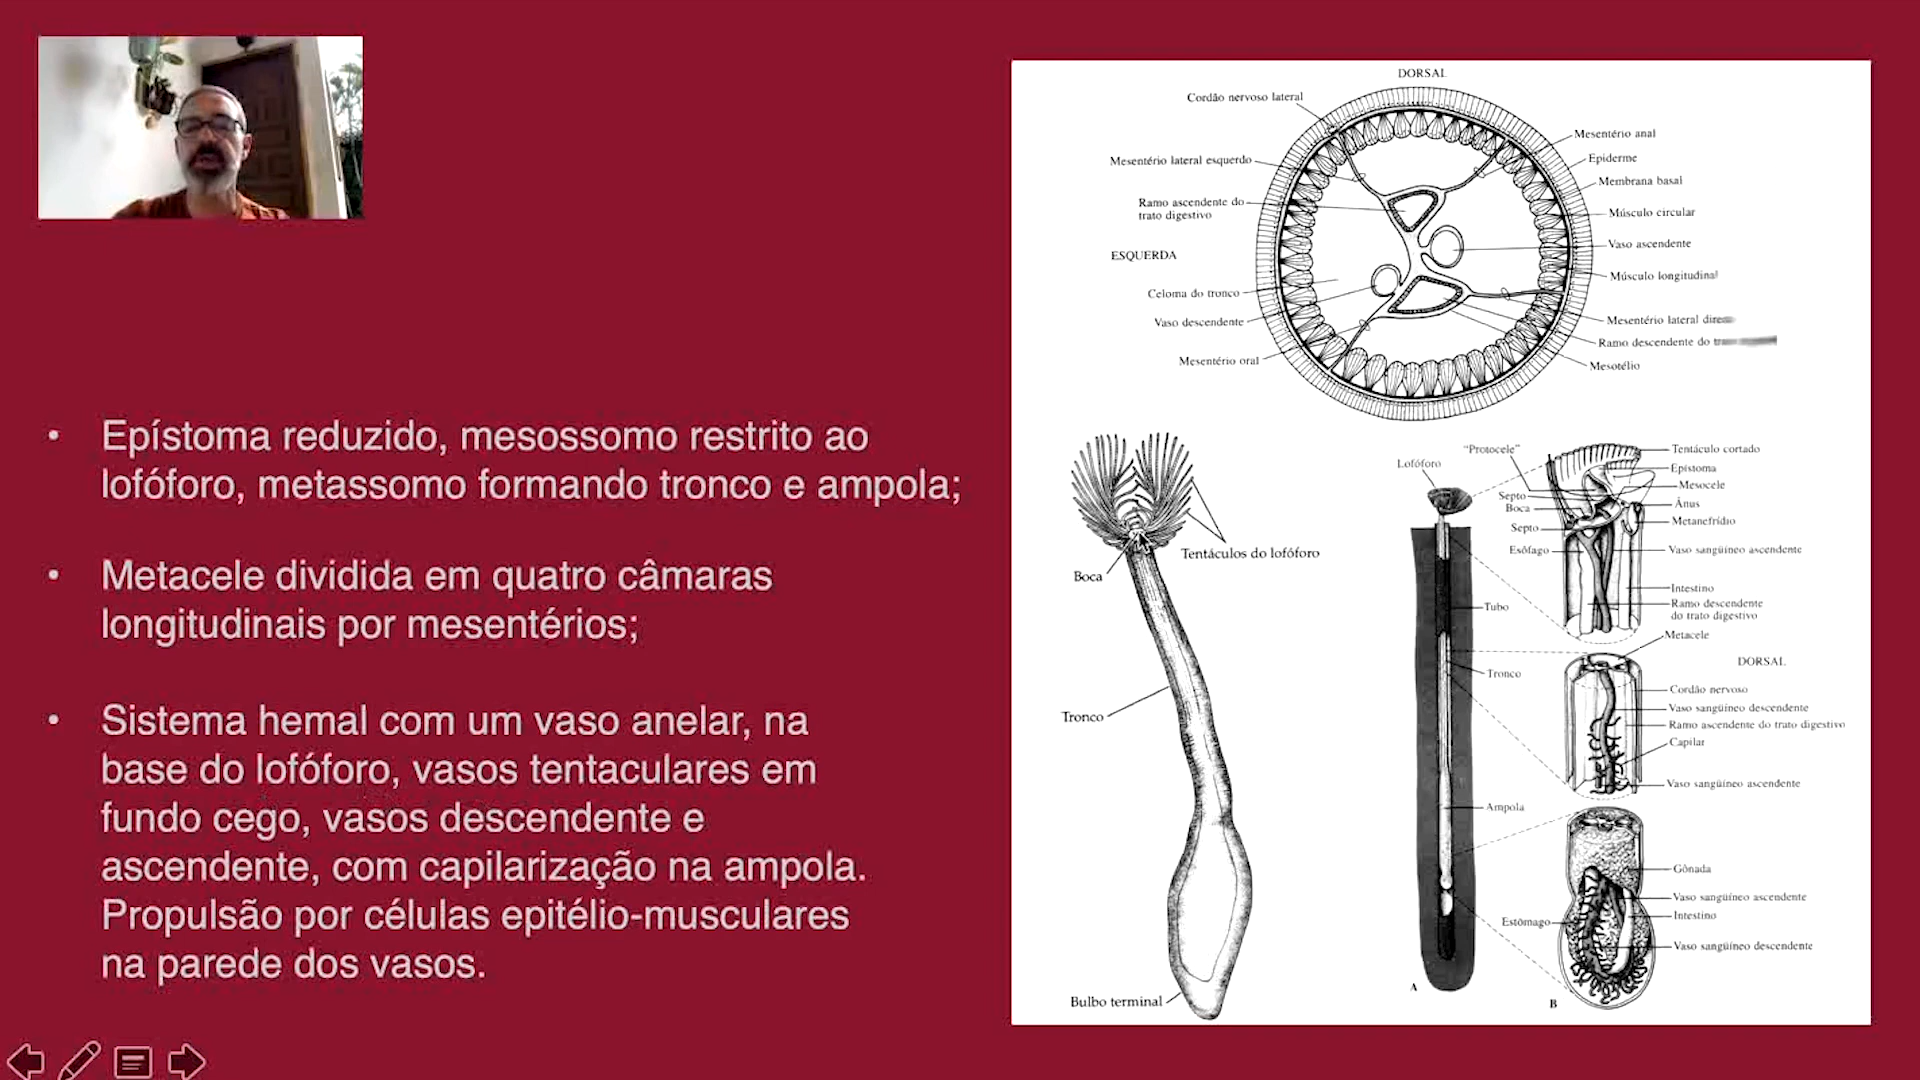 Epístoma reduzido, mesossomo restrito ao
lofóforo, metassomo formando tronco e ampola;
Metacele dividida em quatro câmaras
longitudinais por mesentérios;
Sistema hemal com um vaso anelar, na
base do lofóforo, vasos tentaculares em
fundo cego, vasos descendente e
ascendente, com capilarização na ampola.
Propulsão por células epitélio-musculares
na parede dos vasos.
DORSAL
Cordão nervoso lateral
Mesentério lateral esquerdo
Ramo ascendente do
trato digestivo
ESQUERDA
Celoma do tronco
Vaso descendente
Mesentério oral
Mesentério anal
Epiderme
Membrana basal
Músculo circular
Vaso ascendente
Músculo longitudinal
Mesentério lateral
Ramo descendente do
Mesotélio
Tentáculos do lofóforo
Boca
Tronco
Bulbo terminal
Lofóforo
Tubo
Tronco
Ampola
A
"Protocele"
Septo
Boca
Septo
Esôfago
Tentáculo cortado
Epístoma
Mesocele
Ânus
Metanefrídio
Vaso sangüíneo ascendente
Intestino
Ramo descendente
do trato digestivo
Metacele
DORSAL
Cordão nervoso
Vaso sangüíneo descendente
Ramo ascendente do trato digestivo
Capilar
Vaso sangüíneo ascendente
Gônada
Vaso sangüíneo ascendente
Intestino
Estômago
Vaso sangüíneo descendente
B